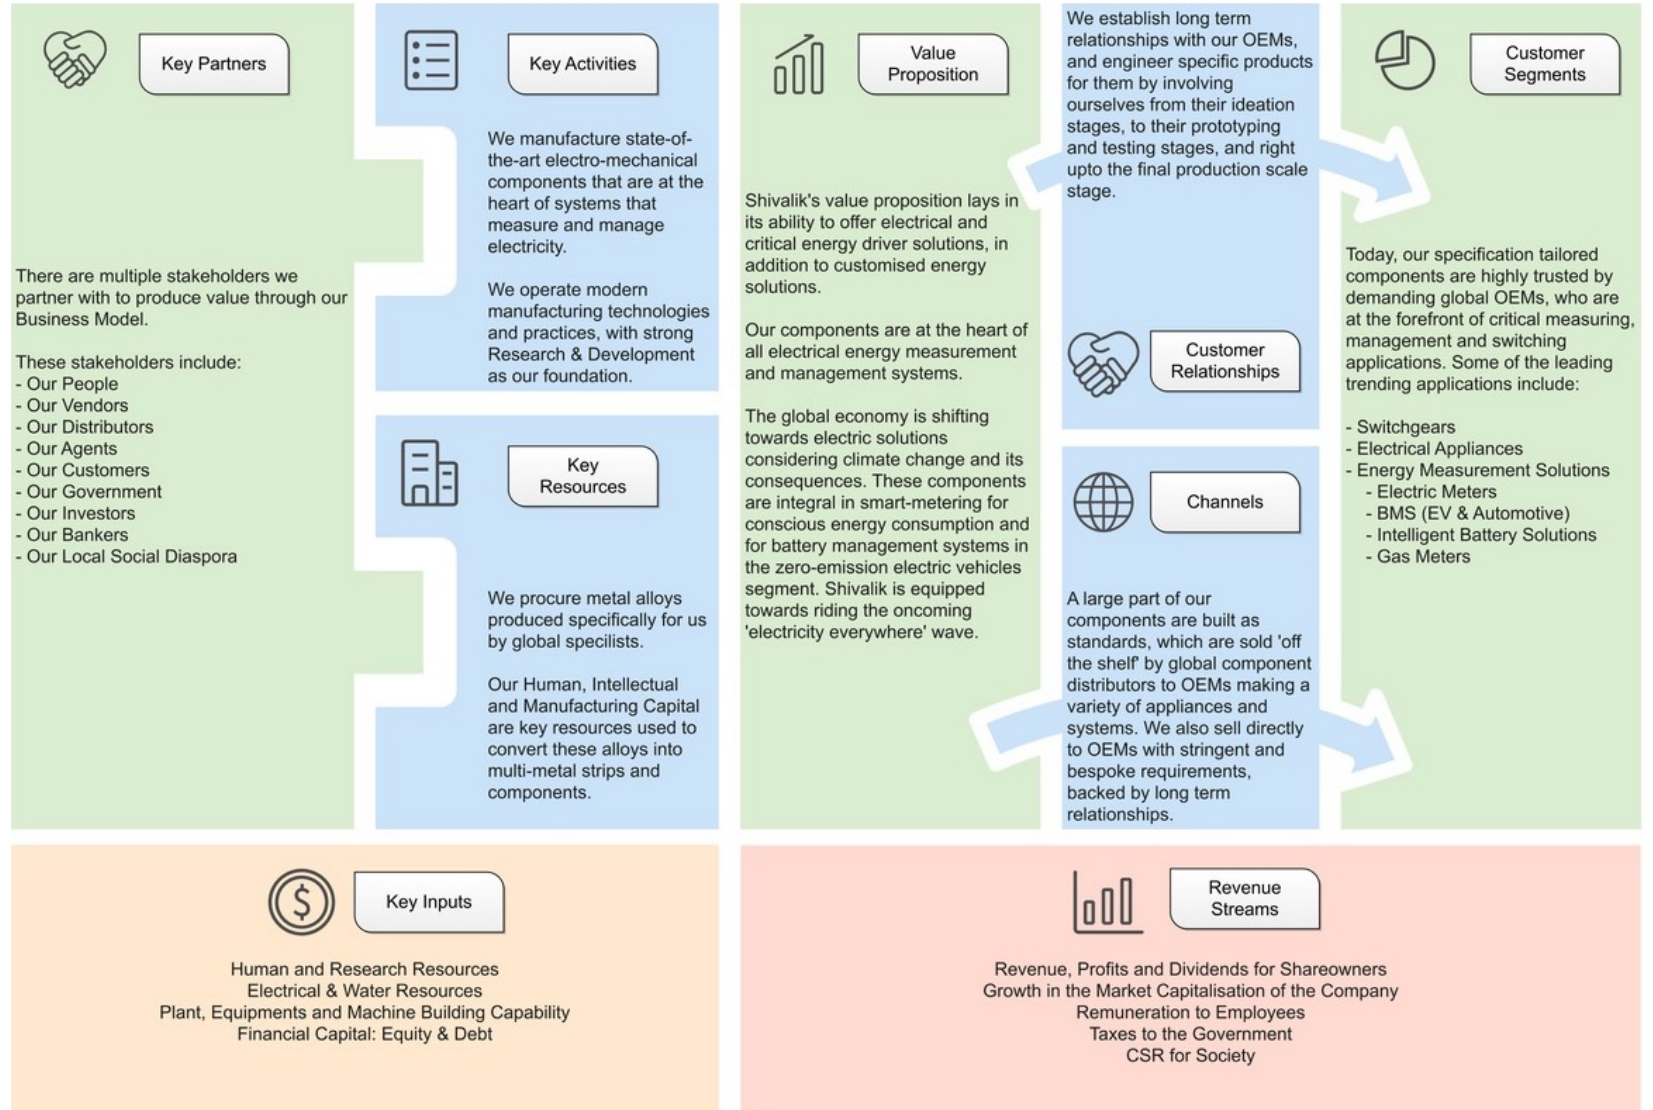 Key Partners
There are multiple stakeholders we
partner with to produce value through our
Business Model.
These stakeholders include:
- Our People
- Our Vendors
- Our Distributors
- Our Agents
- Our Customers
- Our Government
- Our Investors
- Our Bankers
- Our Local Social Diaspora
Key Activities
We manufacture state-of-
the-art electro-mechanical
components that are at the
heart of systems that
measure and manage
electricity.
We operate modern
manufacturing technologies
and practices, with strong
Research & Development
as our foundation.
Key
Resources
We procure metal alloys
produced specifically for us
by global specilists.
Our Human, Intellectual
and Manufacturing Capital
are key resources used to
convert these alloys into
multi-metal strips and
components.
Value
Proposition
Shivalik's value proposition lays in
its ability to offer electrical and
critical energy driver solutions, in
addition to customised energy
solutions.
Our components are at the heart of
all electrical energy measurement
and management systems.
The global economy is shifting
towards electric solutions
considering climate change and its
consequences. These components
are integral in smart-metering for
conscious energy consumption and
for battery management systems in
the zero-emission electric vehicles
segment. Shivalik is equipped
towards riding the oncoming
'electricity everywhere' wave.
We establish long term
relationships with our OEMs,
and engineer specific products
for them by involving
ourselves from their ideation
stages, to their prototyping
and testing stages, and right
upto the final production scale
stage.
Customer
Relationships
Channels
A large part of our
components are built as
standards, which are sold 'off
the shelf' by global component
distributors to OEMs making a
variety of appliances and
systems. We also sell directly
to OEMs with stringent and
bespoke requirements,
backed by long term
relationships.
Customer
Segments
Today, our specification tailored
components are highly trusted by
demanding global OEMs, who are
at the forefront of critical measuring,
management and switching
applications. Some of the leading
trending applications include:
- Switchgears
- Electrical Appliances
- Energy Measurement Solutions
- Electric Meters
- BMS (EV & Automotive)
- Intelligent Battery Solutions
- Gas Meters
Key Inputs
Human and Research Resources
Electrical & Water Resources
Plant, Equipments and Machine Building Capability
Financial Capital: Equity & Debt
Revenue
Streams
Revenue, Profits and Dividends for Shareowners
Growth in the Market Capitalisation of the Company
Remuneration to Employees
Taxes to the Government
CSR for Society